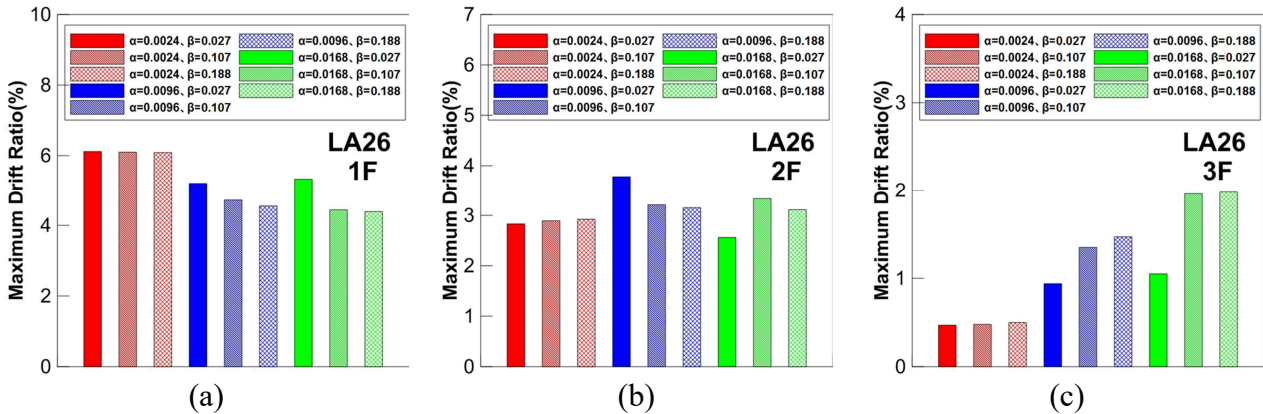 Maximum Drift Ratio(%)
10
8
6
4
2
0
α=0.0024、β=0.027
α=0.0024、β=0.107
α=0.0024、β=0.188
α=0.0096、β=0.027
α=0.0096、β=0.107
α=0.0096、β=0.188
α=0.0168、β=0.027
α=0.0168、β=0.107
α=0.0168、β=0.188
LA26
1F
(a)
Maximum Drift Ratio(%)
7
6
5
4
3
2
1
0
α=0.0024、β=0.027
α=0.0024、β=0.107
α=0.0024、β=0.188
α=0.0096、β=0.027
α=0.0096、β=0.107
α=0.0096、β=0.188
α=0.0168、β=0.027
α=0.0168、β=0.107
α=0.0168、β=0.188
LA26
2F
(b)
Maximum Drift Ratio(%)
4
3
2
1
0
α=0.0024、β=0.027
α=0.0024、β=0.107
α=0.0024、β=0.188
α=0.0096、β=0.027
α=0.0096、β=0.107
α=0.0096、β=0.188
α=0.0168、β=0.027
α=0.0168、β=0.107
α=0.0168、β=0.188
LA26
3F
(c)